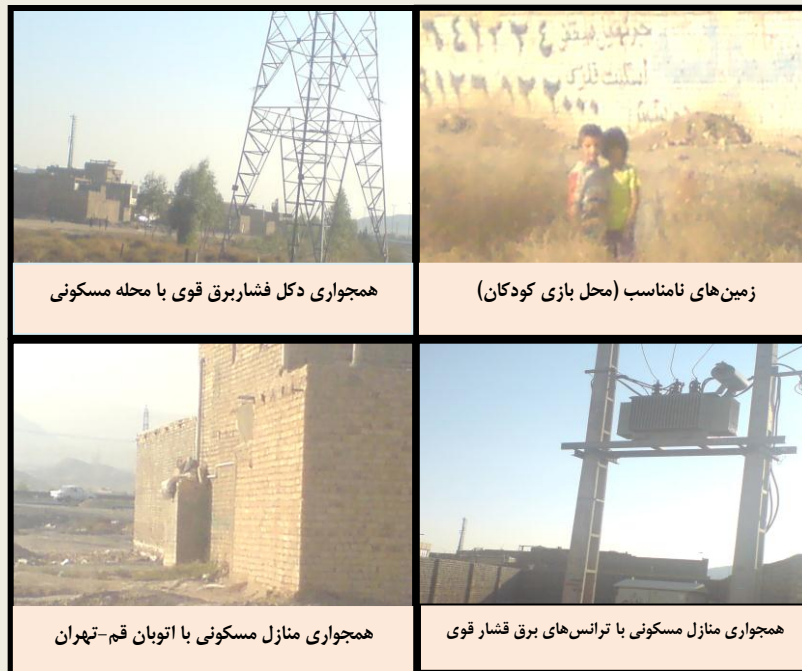 زمین‌های نامناسب (محل بازی کودکان)
همجواری دکل فشاربرق قوی با محله مسکونی
همجواری منازل مسکونی با ترانس‌های برق قشار قوی
همجواری منازل مسکونی با اتوبان قم-تهران